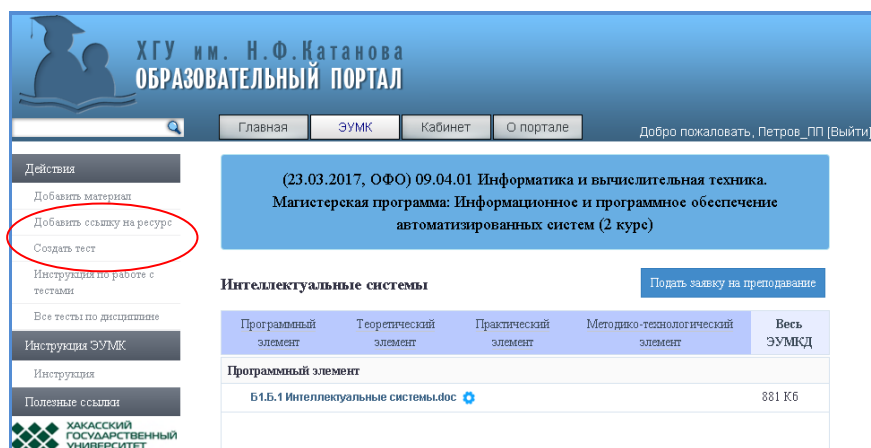 ХГУ им. Н.Ф.Катанова
ОБРАЗОВАТЕЛЬНЫЙ ПОРТАЛ
Главная
ЭУМК
Кабинет
О портале
Добро пожаловать, Петров_ПП [Выйти]
Действия
Добавить материал
Добавить ссылку на ресурс
Создать тест
Инструкция по работе с
тестами
Все тесты по дисциплине
Инструкция ЭУМК
Инструкция
Полезные ссылки
ХАКАССКИЙ
ГОСУДАРСТВЕННЫЙ
УНИВЕРСИТЕТ
(23.03.2017, ОФО) 09.04.01 Информатика и вычислительная техника.
Магистерская программа: Информационное и программное обеспечение
автоматизированных систем (2 курс)
Интеллектуальные системы
Подать заявку на преподавание
Программный
элемент
Теоретический
элемент
Практический
элемент
Методико-технологический
элемент
Весь
ЭУМКД
Программный элемент
Б1.Б.1 Интеллектуальные системы.doc
881 Кб